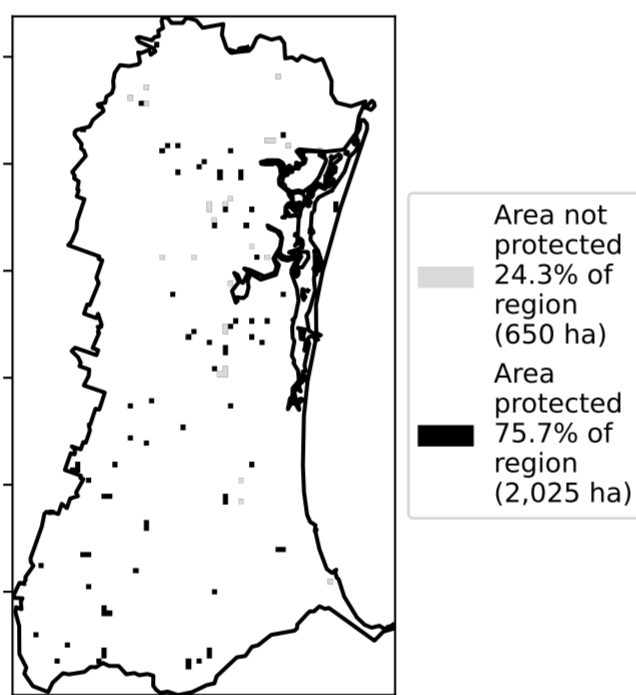 Area not
protected
24.3% of
region
(650 ha)
Area
protected
75.7% of
region
(2,025 ha)